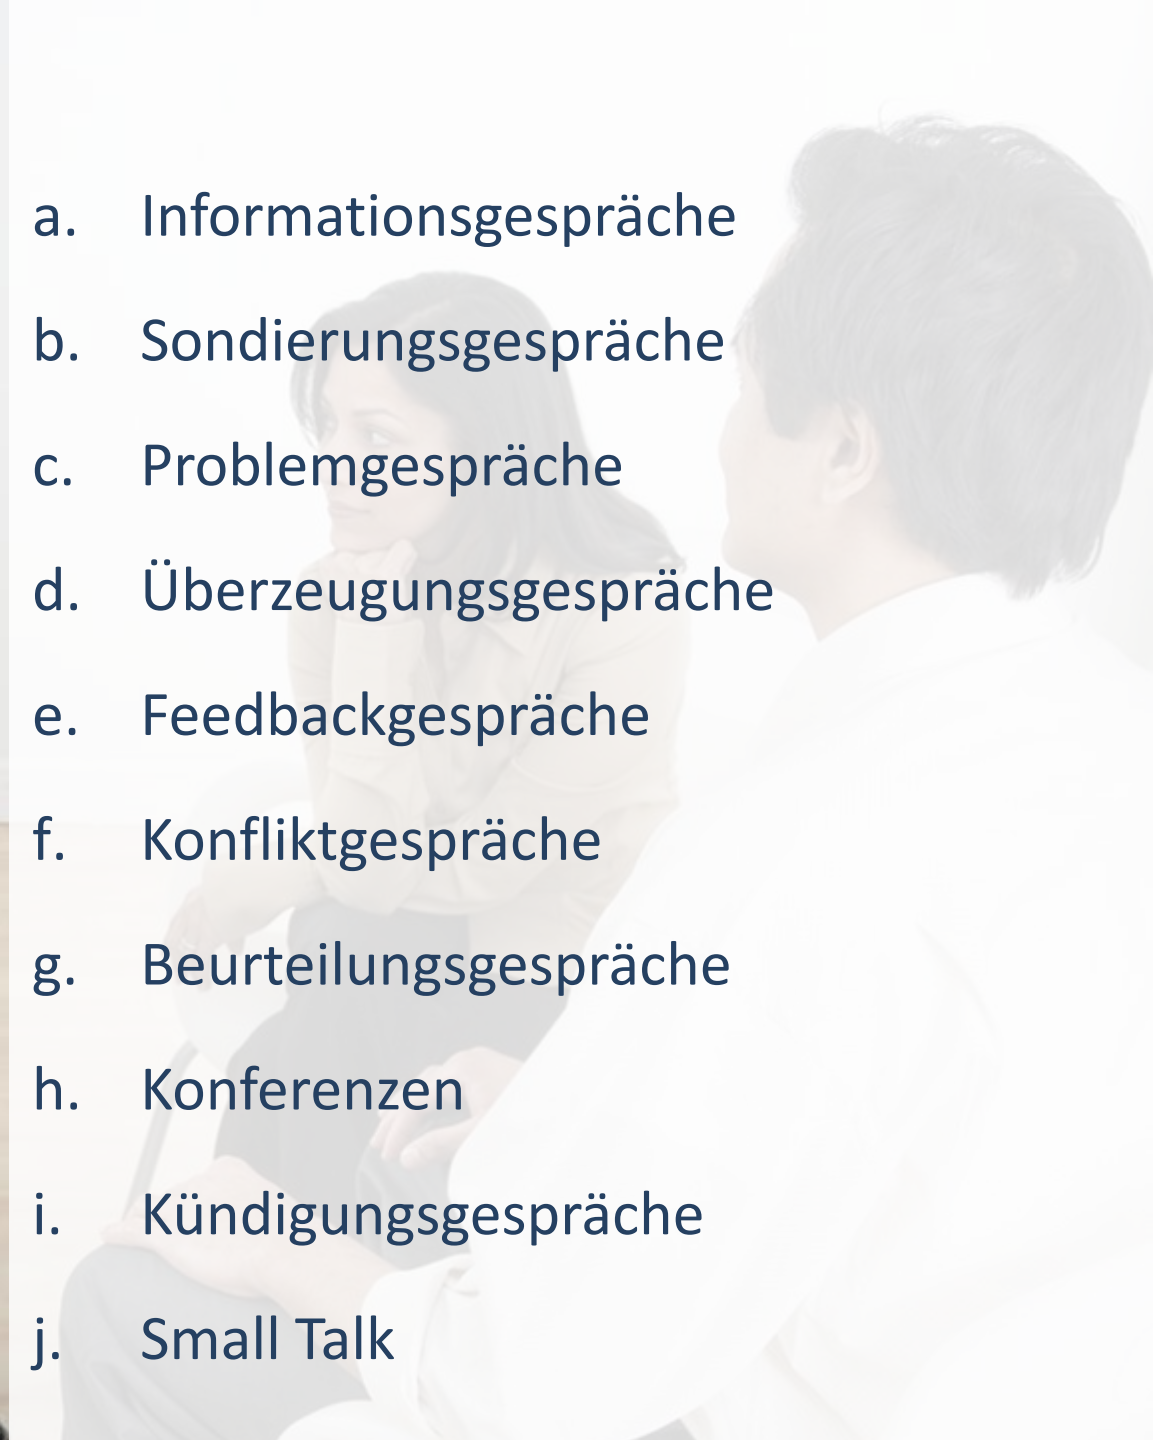 a. Informationsgespräche
b. Sondierungsgespräche
c. Problemgespräche
d. Überzeugungsgespräche
e. Feedbackgespräche
f. Konfliktgespräche
g. Beurteilungsgespräche
h. Konferenzen
i. Kündigungsgespräche
j. Small Talk